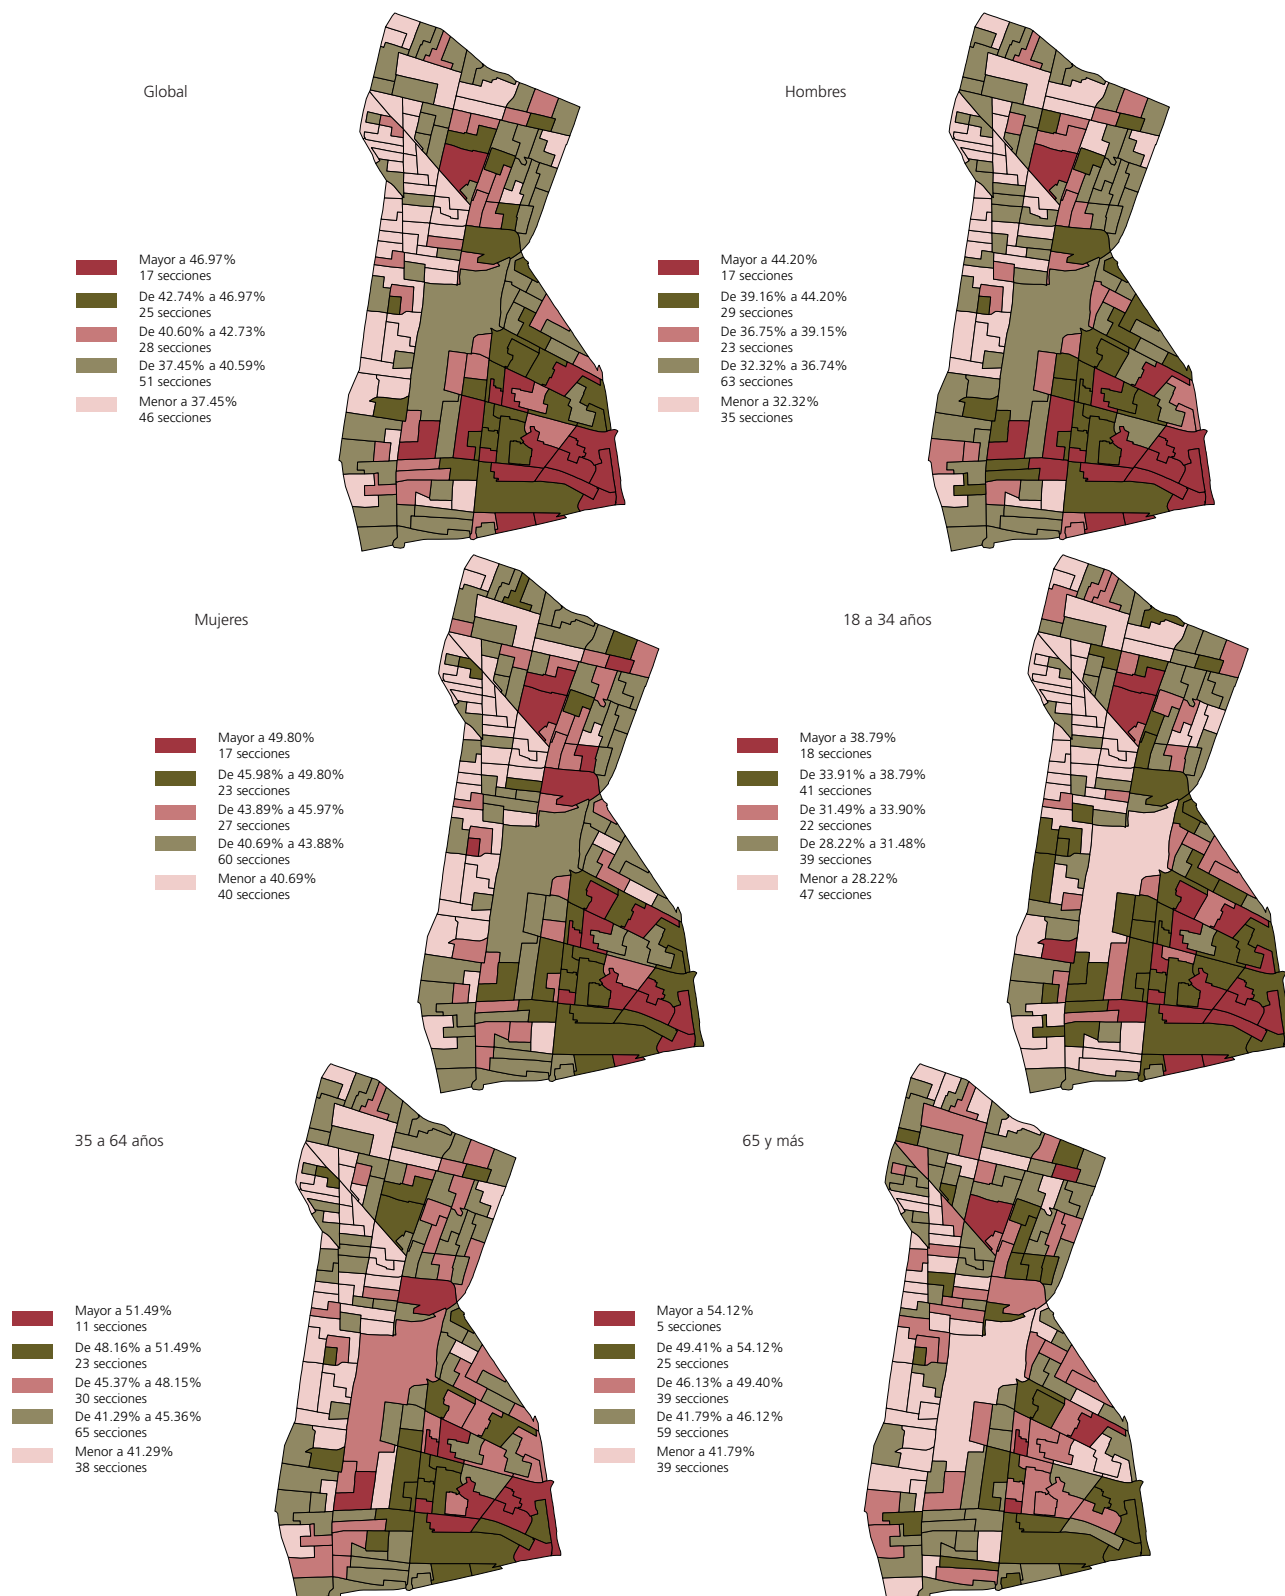 Global
Mayor a 46.97%
17 secciones
De 42.74% a 46.97%
25 secciones
De 40.60% a 42.73%
28 secciones
De 37.45% a 40.59%
51 secciones
Menor a 37.45%
46 secciones
Hombres
Mayor a 44.20%
17 secciones
De 39.16% a 44.20%
29 secciones
De 36.75% a 39.15%
23 secciones
De 32.32% a 36.74%
63 secciones
Menor a 32.32%
35 secciones
Mujeres
Mayor a 49.80%
17 secciones
De 45.98% a 49.80%
23 secciones
De 43.89% a 45.97%
27 secciones
De 40.69% a 43.88%
60 secciones
Menor a 40.69%
40 secciones
18 a 34 años
Mayor a 38.79%
18 secciones
De 33.91% a 38.79%
41 secciones
De 31.49% a 33.90%
22 secciones
De 28.22% a 31.48%
39 secciones
Menor a 28.22%
47 secciones
35 a 64 años
Mayor a 51.49%
11 secciones
De 48.16% a 51.49%
23 secciones
De 45.37% a 48.15%
30 secciones
De 41.29% a 45.36%
65 secciones
Menor a 41.29%
38 secciones
65 y más
Mayor a 54.12%
5 secciones
De 49.41% a 54.12%
25 secciones
De 46.13% a 49.40%
39 secciones
De 41.79% a 46.12%
59 secciones
Menor a 41.79%
39 secciones